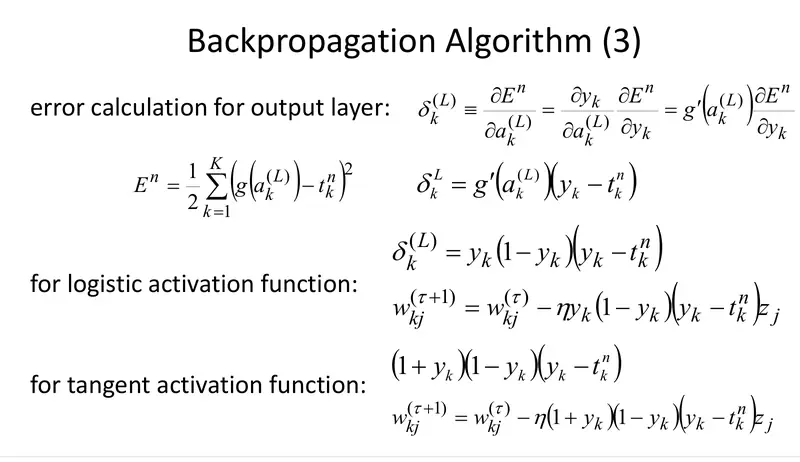 Backpropagation Algorithm (3)
error calculation for output layer: δ_k^(L) ≡ ∂E^n/∂a_k^(L) = ∂y_k/∂a_k^(L) ∂E^n/∂y_k = g′(a_k^(L)) ∂E^n/∂y_k
E^n = 1/2 ∑_{k=1}^{K} (g(a_k^(L)) − t_k^n)^2
δ_k^L = g′(a_k^(L))(y_k − t_k^n)
δ_k^(L) = y_k(1 − y_k)(y_k − t_k^n)
for logistic activation function:
w_kj^(τ+1) = w_kj^(τ) − ηy_k(1 − y_k)(y_k − t_k^n)z_j
(1 + y_k)(1 − y_k)(y_k − t_k^n)
for tangent activation function:
w_kj^(τ+1) = w_kj^(τ) − η(1 + y_k)(1 − y_k)(y_k − t_k^n)z_j